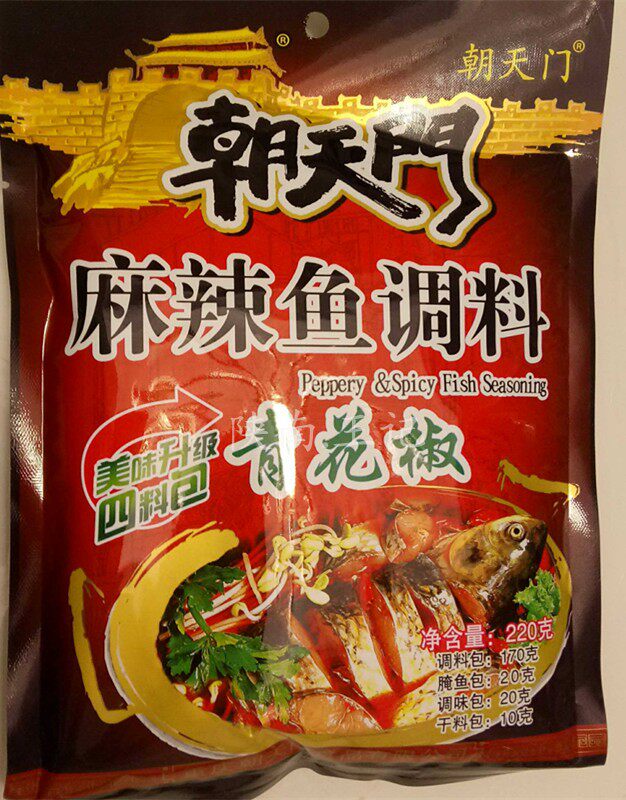 朝天门®
®
朝天門
麻辣鱼调料
Peppery & Spicy Fish Seasoning
青花椒
美味升级
四料包
净含量：220克
调料包：170克
腌鱼包：20克
调味包：20克
干料包：10克